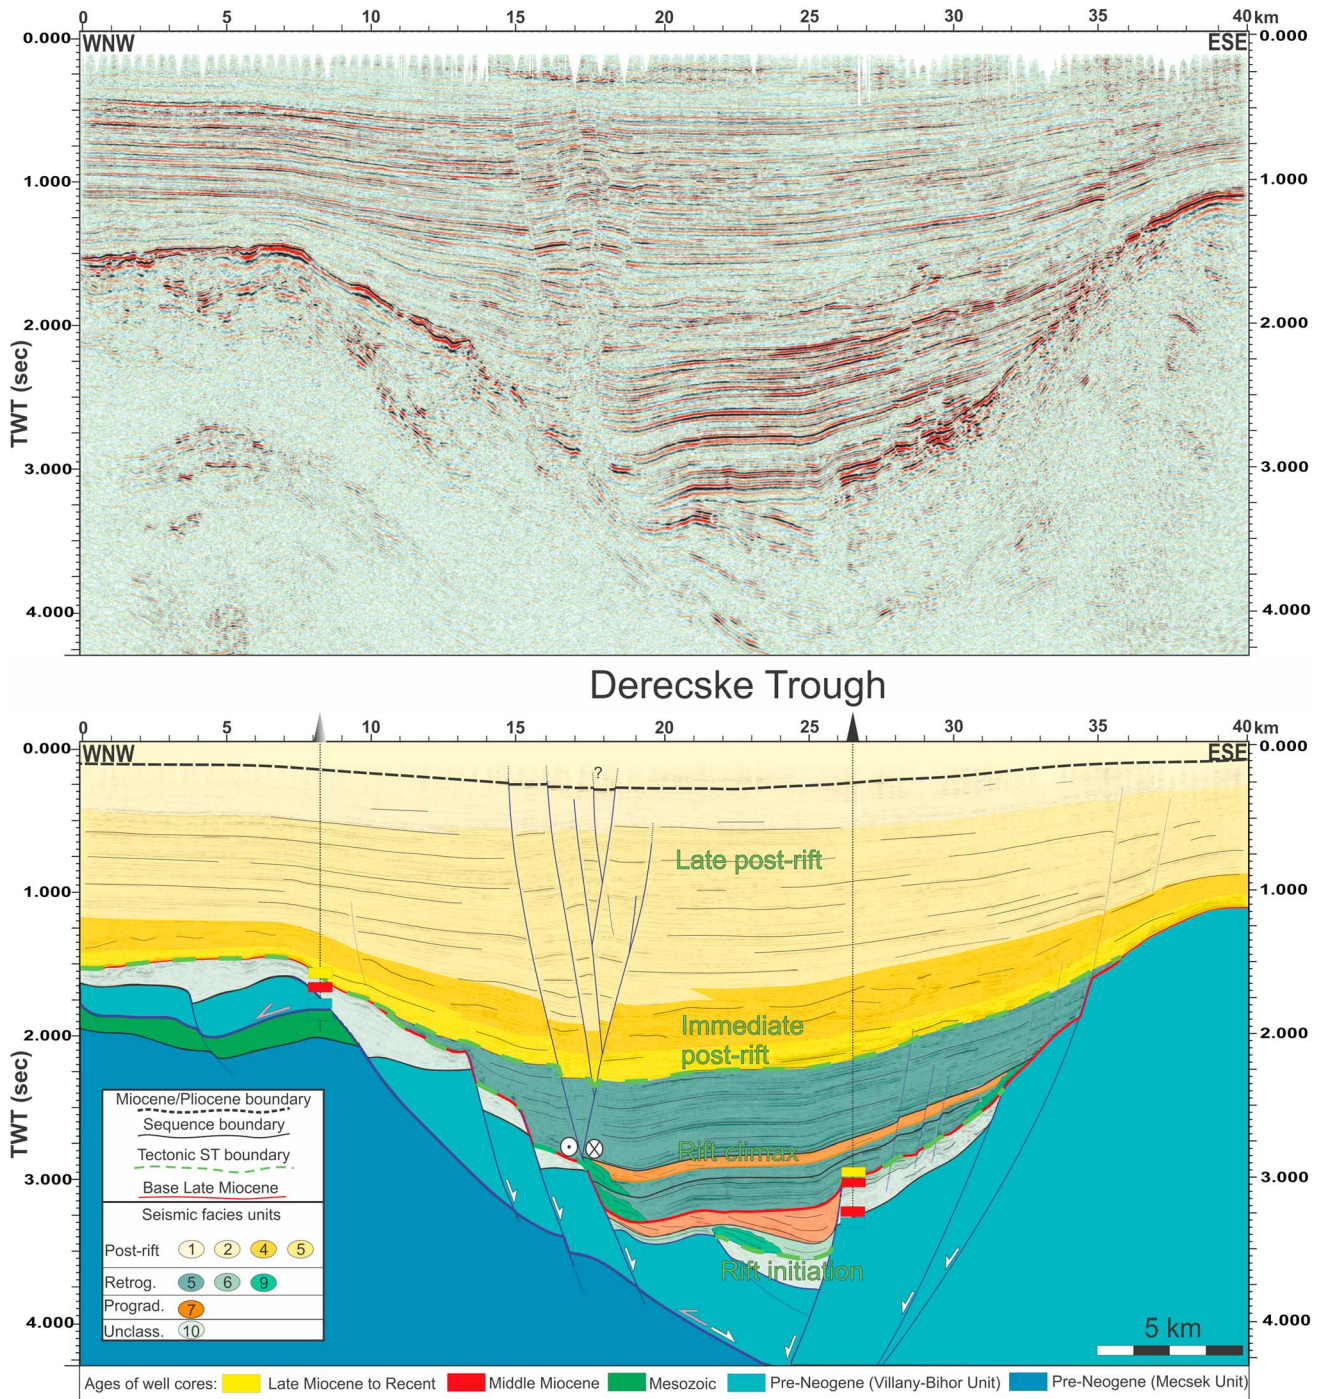 0 5 10 15 20 25 30 35 40 km
0.000 WNW ESE 0.000
1.000 1.000
2.000 2.000
TWT (sec)
3.000 3.000
4.000 4.000
Derecske Trough
0 5 10 15 20 25 30 35 40 km
0.000 WNW ESE 0.000
?
Late post-rift
1.000 1.000
Immediate
post-rift
2.000 2.000
TWT (sec)
Rift climax
3.000 3.000
Rift initiation
4.000 4.000
5 km
Miocene/Pliocene boundary
Sequence boundary
Tectonic ST boundary
Base Late Miocene
Seismic facies units
Post-rift 1 2 4 5
Retrog. 5 6 9
Prograd. 7
Unclass. 10
Ages of well cores: Late Miocene to Recent Middle Miocene Mesozoic Pre-Neogene (Villany-Bihor Unit) Pre-Neogene (Mecsek Unit)